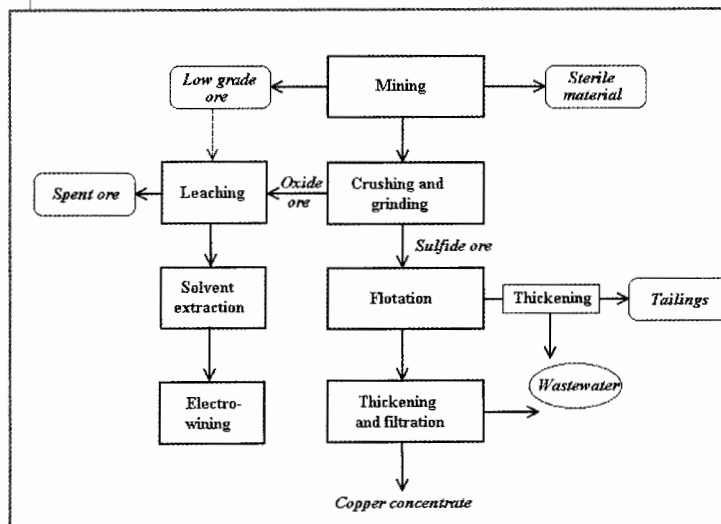 Low grade
ore
Mining
Sterile
material
Spent ore
Leaching
Oxide
ore
Crushing and
grinding
Sulfide ore
Solvent
extraction
Flotation
Thickening
Tailings
Electro-
wining
Thickening
and filtration
Wastewater
Copper concentrate